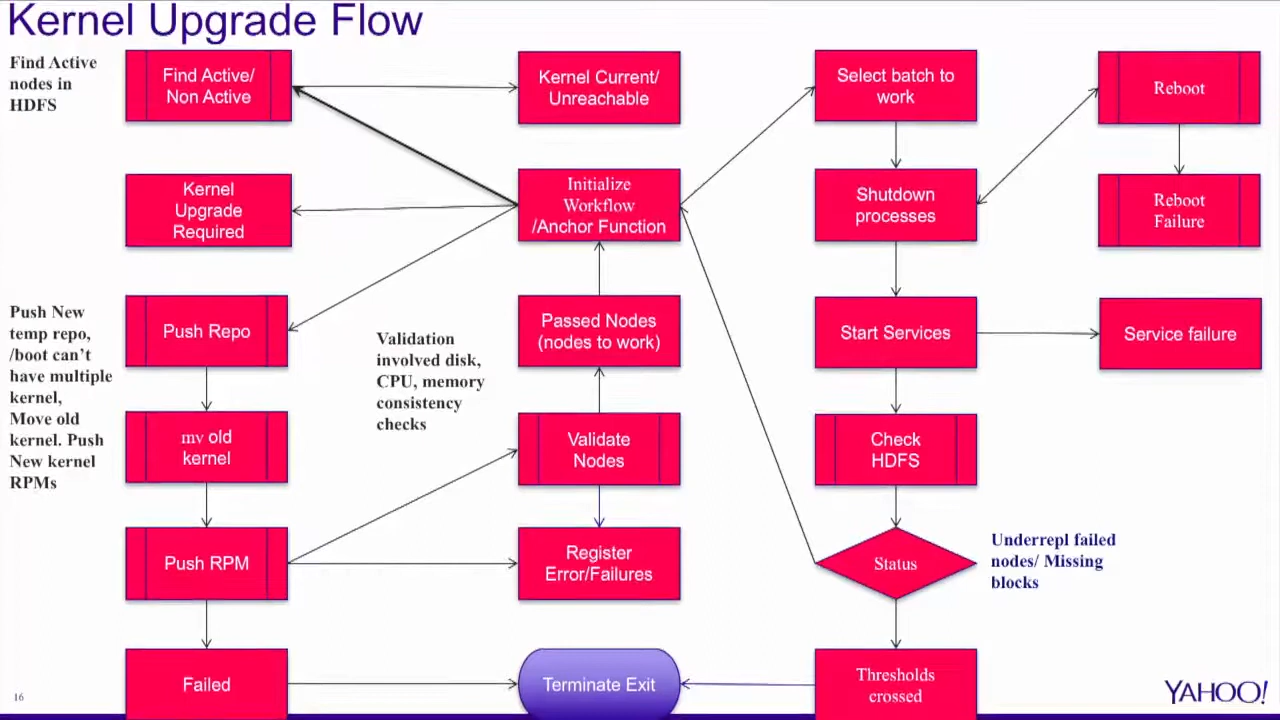 Kernel Upgrade Flow
Find Active
nodes in
HDFS
Find Active/
Non Active
Kernel Current/
Unreachable
Select batch to
work
Reboot
Kernel
Upgrade
Required
Initialize
Workflow
/Anchor Function
Shutdown
processes
Reboot
Failure
Push New
temp repo,
/boot can't
have multiple
kernel,
Move old
kernel. Push
New kernel
RPMs
Push Repo
Validation
involved disk,
CPU, memory
consistency
checks
Passed Nodes
(nodes to work)
Start Services
Service failure
mv old
kernel
Validate
Nodes
Check
HDFS
Push RPM
Register
Error/Failures
Status
Underrepl failed
nodes/ Missing
blocks
Failed
Terminate Exit
Thresholds
crossed
16
YAHOO!